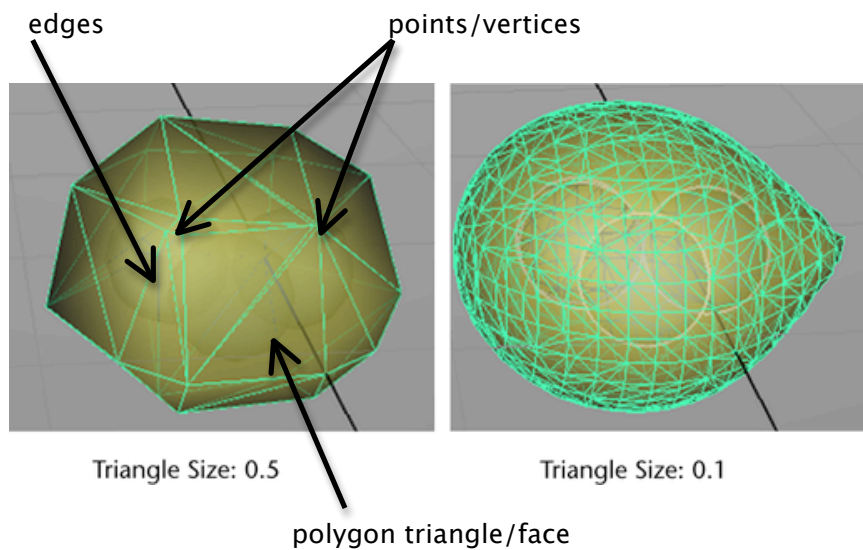 edges
points/vertices
Triangle Size: 0.5
Triangle Size: 0.1
polygon triangle/face